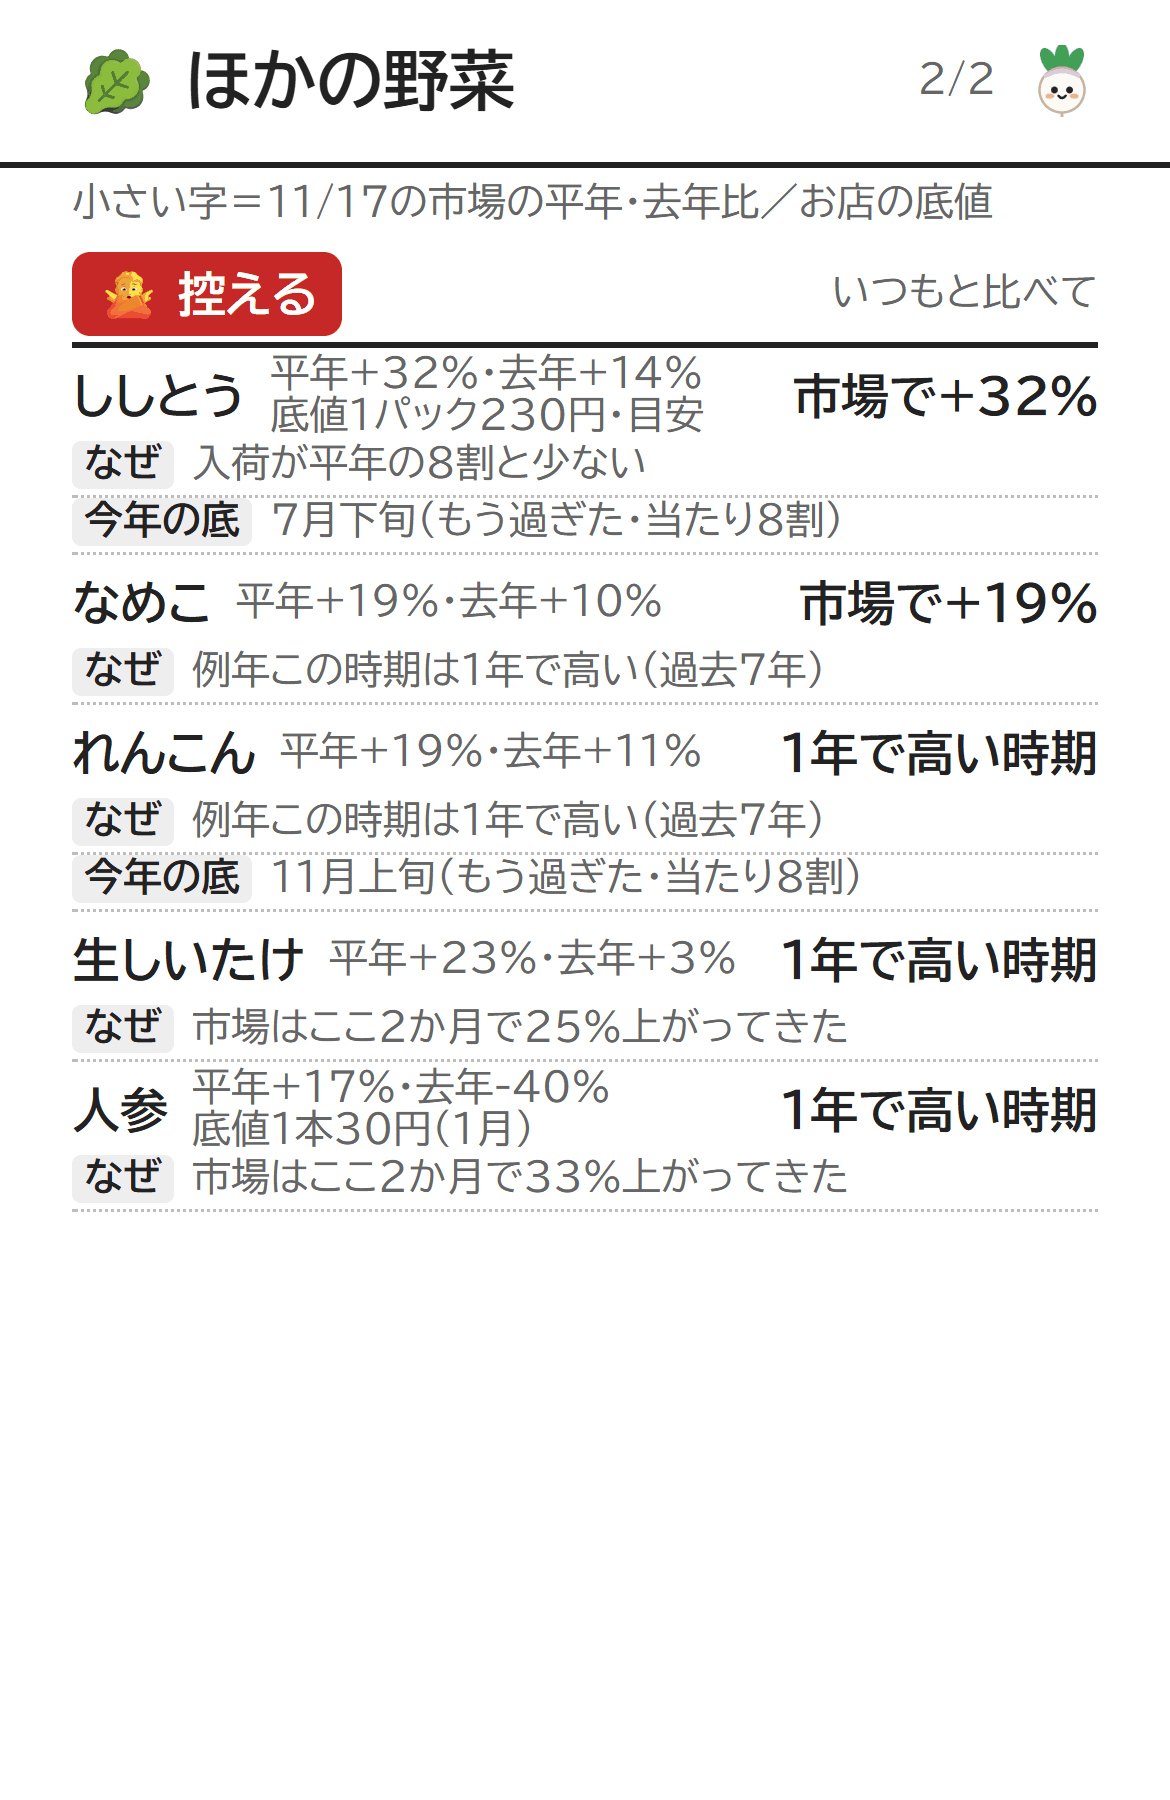 ほかの野菜
2/2
小さい字＝11/17の市場の平年・去年比／お店の底値
控える
いつもと比べて
ししとう 平年+32%・去年+14% 底値1パック230円・目安 市場で+32%
なぜ 入荷が平年の8割と少ない
今年の底 7月下旬(もう過ぎた・当たり8割)
なめこ 平年+19%・去年+10% 市場で+19%
なぜ 例年この時期は1年で高い(過去7年)
れんこん 平年+19%・去年+11% 1年で高い時期
なぜ 例年この時期は1年で高い(過去7年)
今年の底 11月上旬(もう過ぎた・当たり8割)
生しいたけ 平年+23%・去年+3% 1年で高い時期
なぜ 市場はここ2か月で25%上がってきた
人参 平年+17%・去年-40% 底値1本30円(1月) 1年で高い時期
なぜ 市場はここ2か月で33%上がってきた